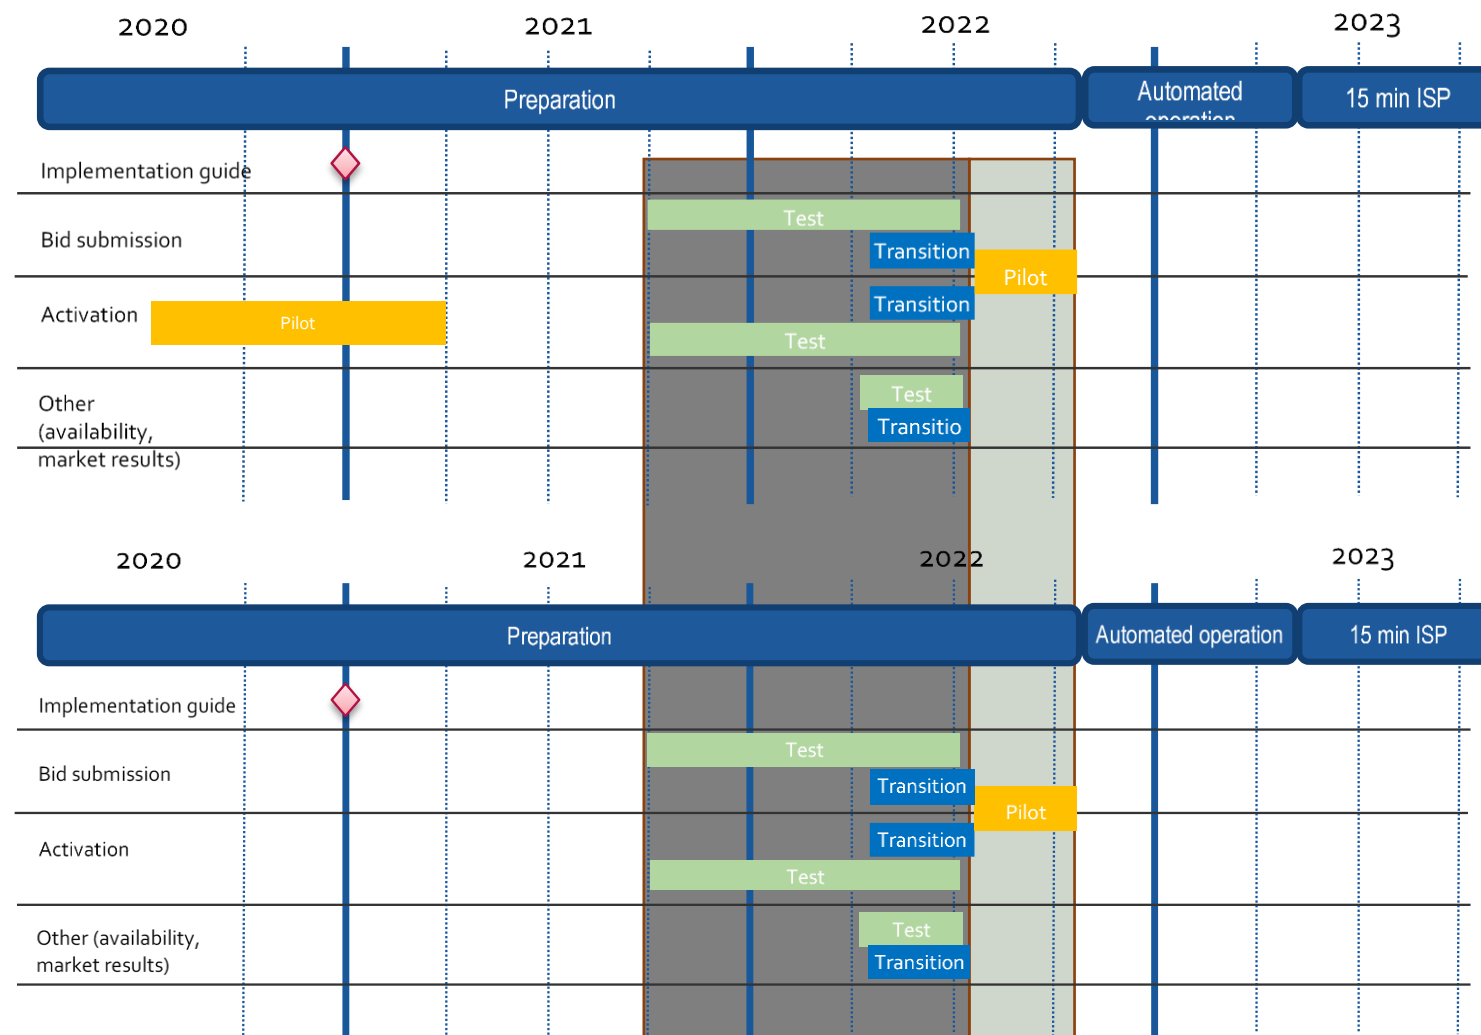 2020 2021 2022 2023
Preparation
Automated
operation
15 min ISP
Implementation guide
Test
Bid submission
Transition
Pilot
Activation
Transition
Pilot
Test
Test
Other
(availability,
market results)
Transitio
2020 2021 2022 2023
Preparation
Automated operation
15 min ISP
Implementation guide
Test
Bid submission
Transition
Pilot
Activation
Transition
Test
Test
Other (availability,
market results)
Transition